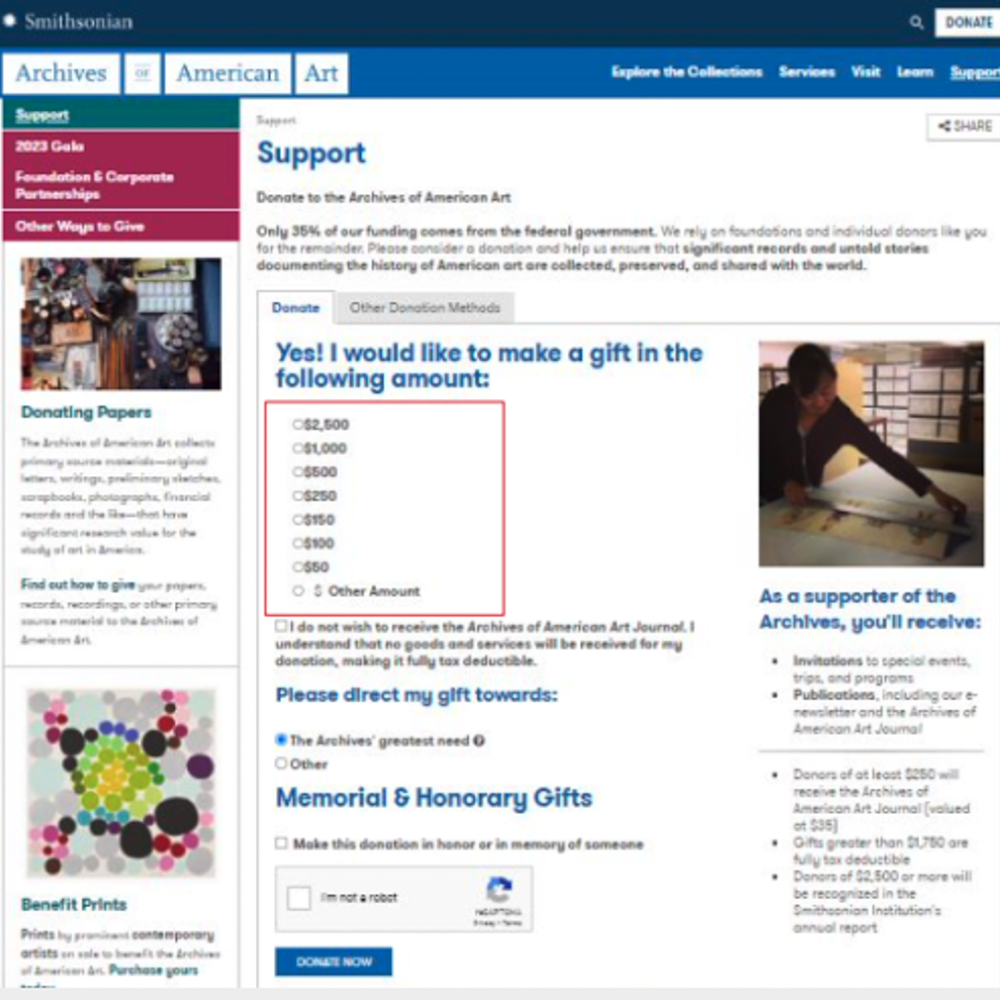 Smithsonian
DONATE
Archives OF American Art
Explore the Collections Services Visit Learn Support
Support
2023 Gala
Foundation & Corporate
Partnerships
Other Ways to Give
Donating Papers
The Archives of American Art collects
primary source materials—original
letters, writings, preliminary sketches,
scrapbooks, photographs, financial
records and the like—that have
significant research value for the
study of art in America.
Find out how to give your papers,
records, recordings, or other primary
source material to the Archives of
American Art.
Benefit Prints
Prints by prominent contemporary
artists on sale to benefit the Archives
of American Art. Purchase yours
today.
Support
SHARE
Support
Donate to the Archives of American Art
Only 35% of our funding comes from the federal government. We rely on foundations and individual donors like you
for the remainder. Please consider a donation and help us ensure that significant records and untold stories
documenting the history of American art are collected, preserved, and shared with the world.
Donate Other Donation Methods
Yes! I would like to make a gift in the
following amount:
$2,500
$1,000
$500
$250
$150
$100
$50
$ Other Amount
I do not wish to receive the Archives of American Art Journal. I
understand that no goods and services will be received for my
donation, making it fully tax deductible.
Please direct my gift towards:
The Archives' greatest need ?
Other
Memorial & Honorary Gifts
Make this donation in honor or in memory of someone
I'm not a robot
reCAPTCHA
Privacy - Terms
DONATE NOW
As a supporter of the
Archives, you'll receive:
• Invitations to special events,
trips, and programs
• Publications, including our e-
newsletter and the Archives of
American Art Journal
• Donors of at least $250 will
receive the Archives of
American Art Journal (valued
at $35)
• Gifts greater than $1,750 are
fully tax deductible
• Donors of $2,500 or more will
be recognized in the
Smithsonian Institution's
annual report